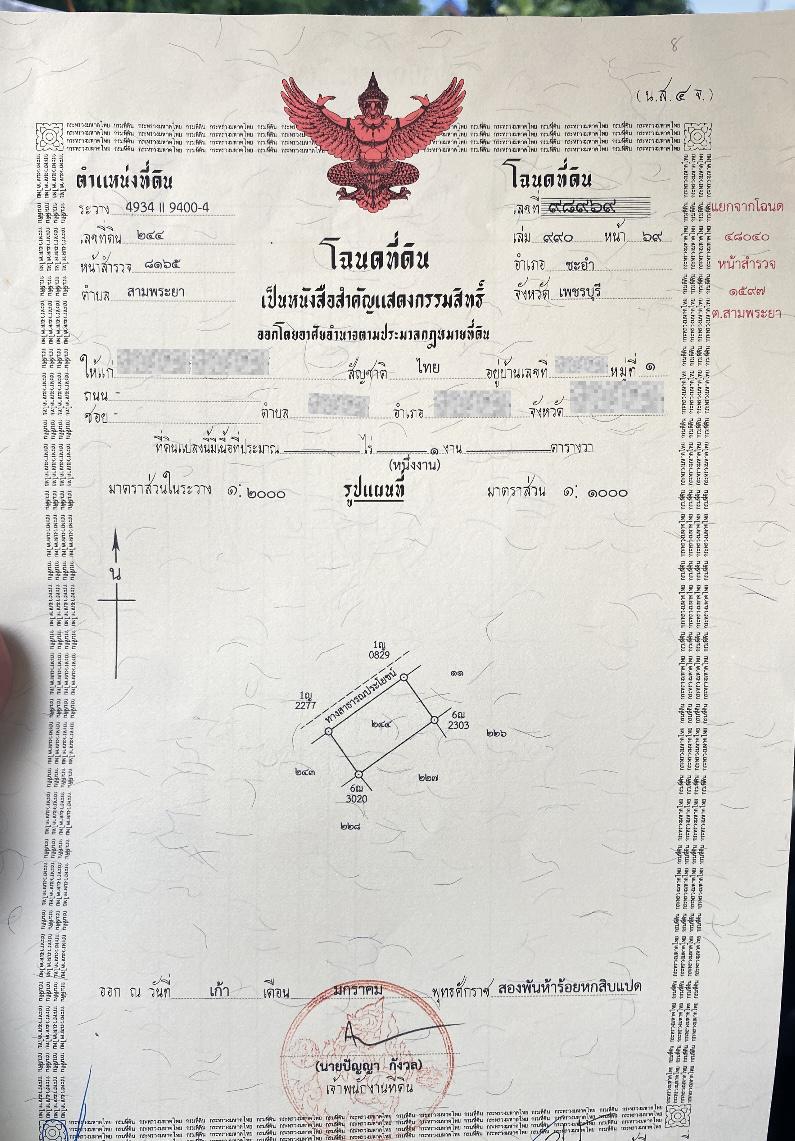 8
(น.ส.๔ จ.)
ตำแหน่งที่ดิน
ระวาง 4934 II 9400-4
เลขที่ดิน ๒๔๔
หน้าสำรวจ ๘๑๖๕
ตำบล สามพระยา
โฉนดที่ดิน
เลขที่ ๙๘๙๖๙
เล่ม ๙๙๐ หน้า ๖๙
อำเภอ ชะอำ
จังหวัด เพชรบุรี
แยกจากโฉนด
๔๘๐๔๐
หน้าสำรวจ
๑๕๙๗
ต.สามพระยา
โฉนดที่ดิน
เป็นหนังสือสำคัญแสดงกรรมสิทธิ์
ออกโดยอาศัยอำนาจตามประมวลกฎหมายที่ดิน
ให้แก่ สัญชาติ ไทย อยู่บ้านเลขที่ หมู่ที่ ๑
ถนน -
ซอย - ตำบล อำเภอ จังหวัด
ที่ดินแปลงนี้มีเนื้อที่ประมาณ ไร่ ๑ งาน ตารางวา
(หนึ่งงาน)
มาตราส่วนในระวาง ๑: ๒๐๐๐ รูปแผนที่ มาตราส่วน ๑: ๑๐๐๐
น
1ญ
0829
๑๑
1ญ
2277
ทางสาธารณประโยชน์
๒๔๔
6ฌ
2303
๒๒๖
๒๔๓
๒๒๗
6ฌ
3020
๒๒๘
ออก ณ วันที่ เก้า เดือน มกราคม พุทธศักราช สองพันห้าร้อยหกสิบแปด
(นายปัญญา กังวล)
เจ้าพนักงานที่ดิน